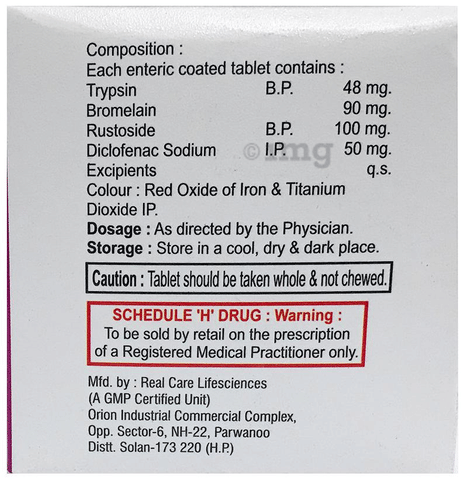 Composition :
Each enteric coated tablet contains :
Trypsin B.P. 48 mg.
Bromelain 90 mg.
Rustoside B.P. 100 mg.
Diclofenac Sodium I.P. 50 mg.
Excipients q.s.
Colour : Red Oxide of Iron & Titanium
Dioxide IP.
Dosage : As directed by the Physician.
Storage : Store in a cool, dry & dark place.
Caution : Tablet should be taken whole & not chewed.
SCHEDULE 'H' DRUG : Warning :
To be sold by retail on the prescription
of a Registered Medical Practitioner only.
Mfd. by : Real Care Lifesciences
(A GMP Certified Unit)
Orion Industrial Commercial Complex,
Opp. Sector-6, NH-22, Parwanoo
Distt. Solan-173 220 (H.P.)